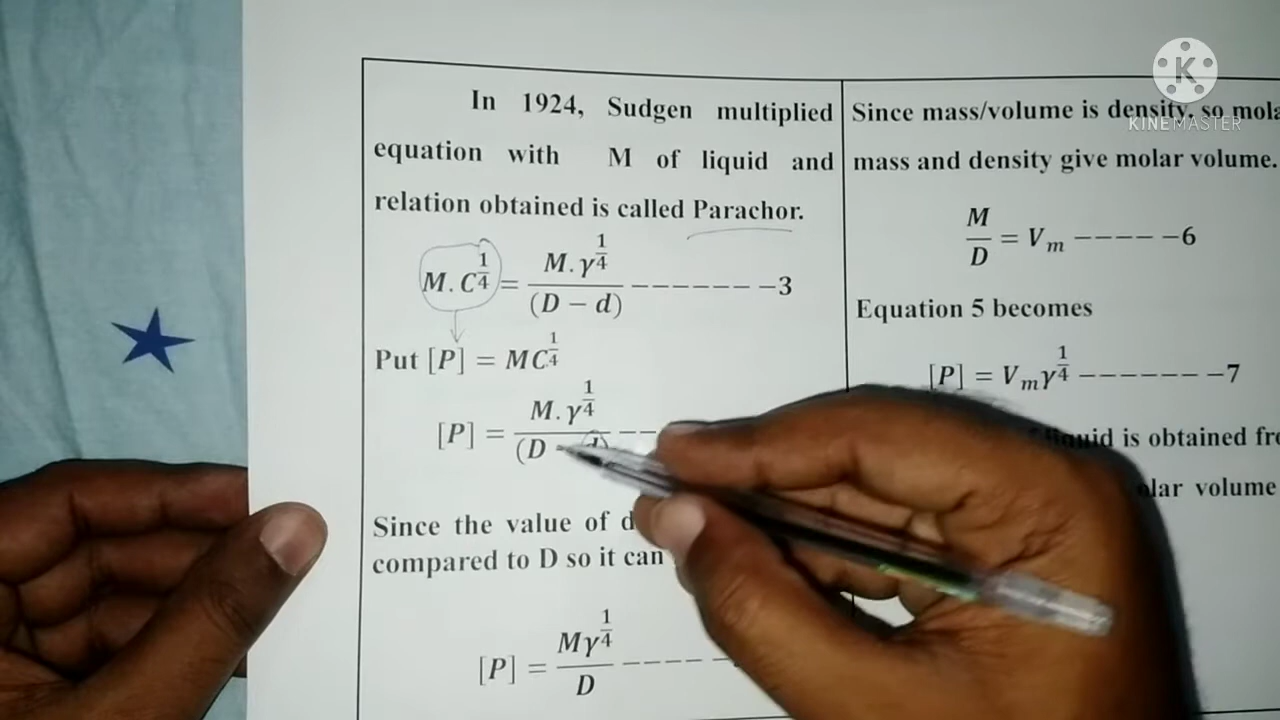 In 1924, Sudgen multiplied
equation with M of liquid and
relation obtained is called Parachor.
M. C^{1/4} = M. γ^{1/4} / (D − d) −−−−−−− −3
Put [P] = MC^{1/4}
[P] = M. γ^{1/4} / (D − d) −−
Since the value of d
compared to D so it can
[P] = Mγ^{1/4} / D −−−− −
Since mass/volume is density, so mola
mass and density give molar volume.
M / D = V_m −−−−− −6
Equation 5 becomes
[P] = V_m γ^{1/4} −−−−−−− −7
liquid is obtained fro
volume
K
KINEMASTER